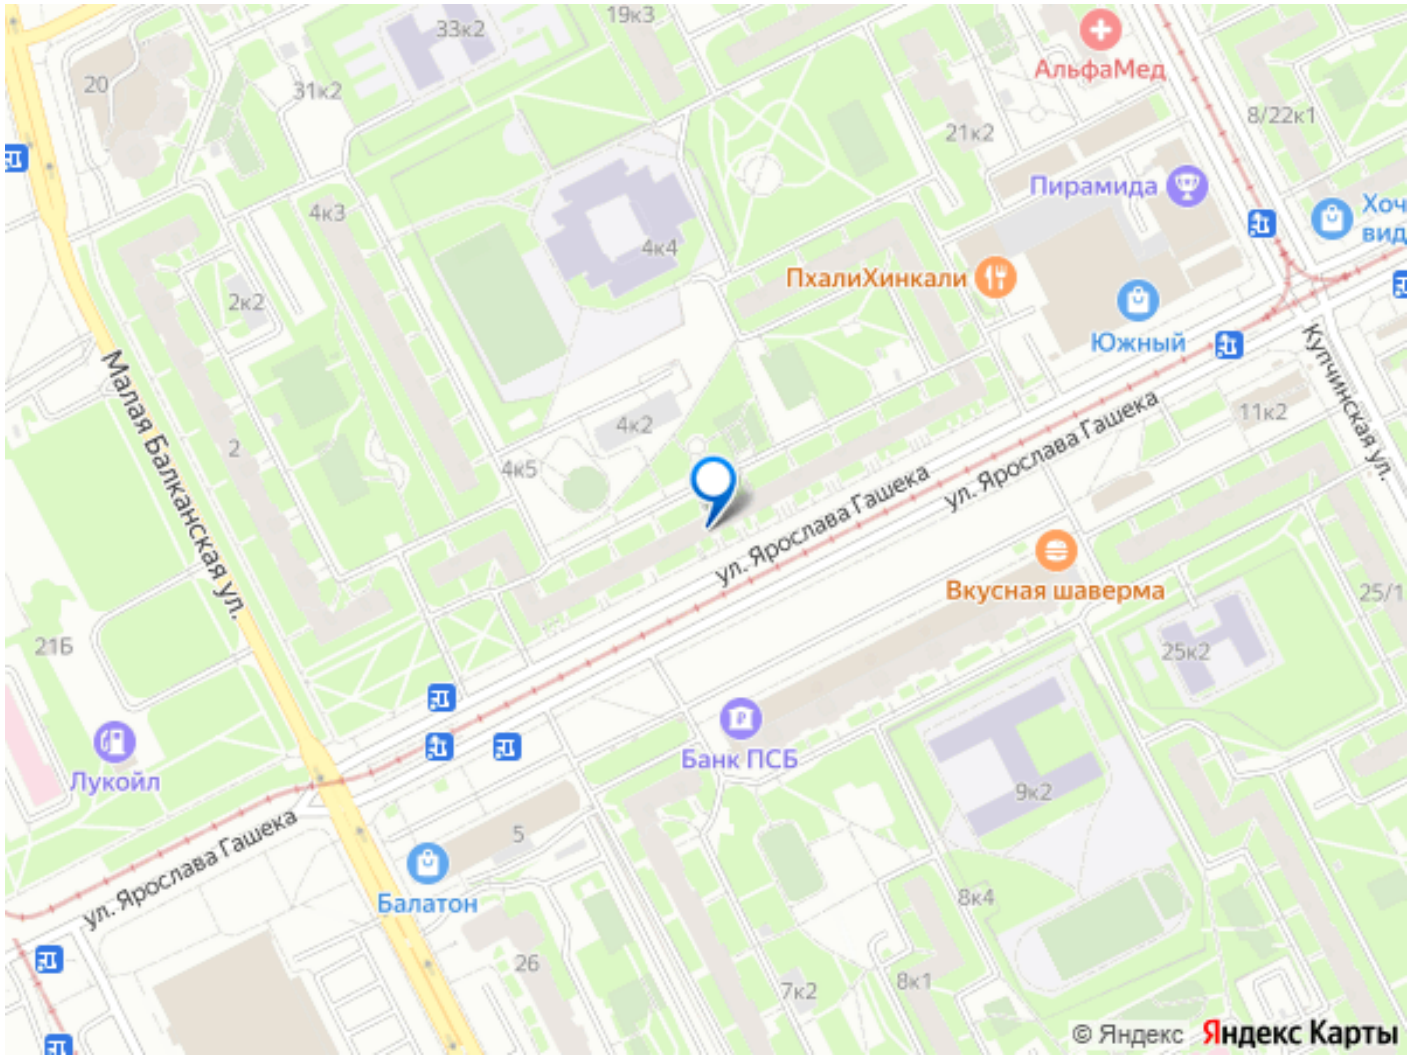 33к2
19к3
20
31к2
АльфаМед
8/22к1
21к2
Пирамида
4к3
Хоч
вид
4к4
ПхалиХинкали
2к2
Южный
Малая Балканская ул.
Купчинская ул.
4к2
11к2
2
4к5
ул. Ярослава Гашека
ул. Ярослава Гашека
Вкусная шаверма
25/1
21Б
25к2
Банк ПСБ
Лукойл
9к2
5
ул. Ярослава Гашека
Балатон
8к4
26
7к2
8к1
© Яндекс Яндекс Карты